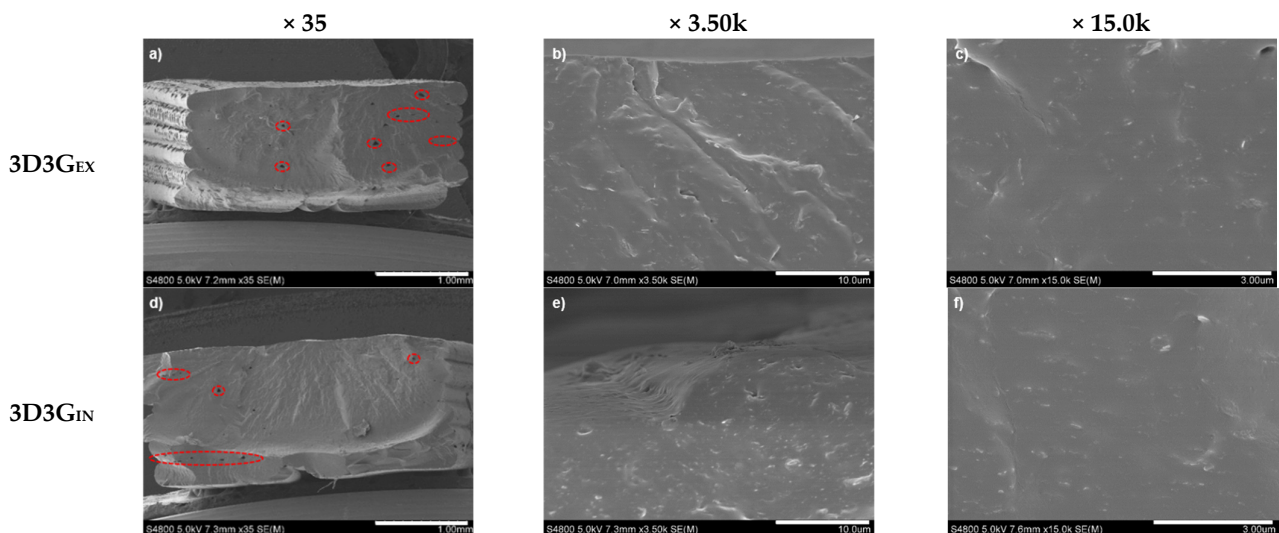 × 35 × 3.50k × 15.0k
3D3GEX
a)
S4800 5.0kV 7.2mm x35 SE(M) 1.00mm
b)
S4800 5.0kV 7.0mm x3.50k SE(M) 10.0um
c)
S4800 5.0kV 7.0mm x15.0k SE(M) 3.00um
3D3GIN
d)
S4800 5.0kV 7.3mm x35 SE(M) 1.00mm
e)
S4800 5.0kV 7.3mm x3.50k SE(M) 10.0um
f)
S4800 5.0kV 7.6mm x15.0k SE(M) 3.00um